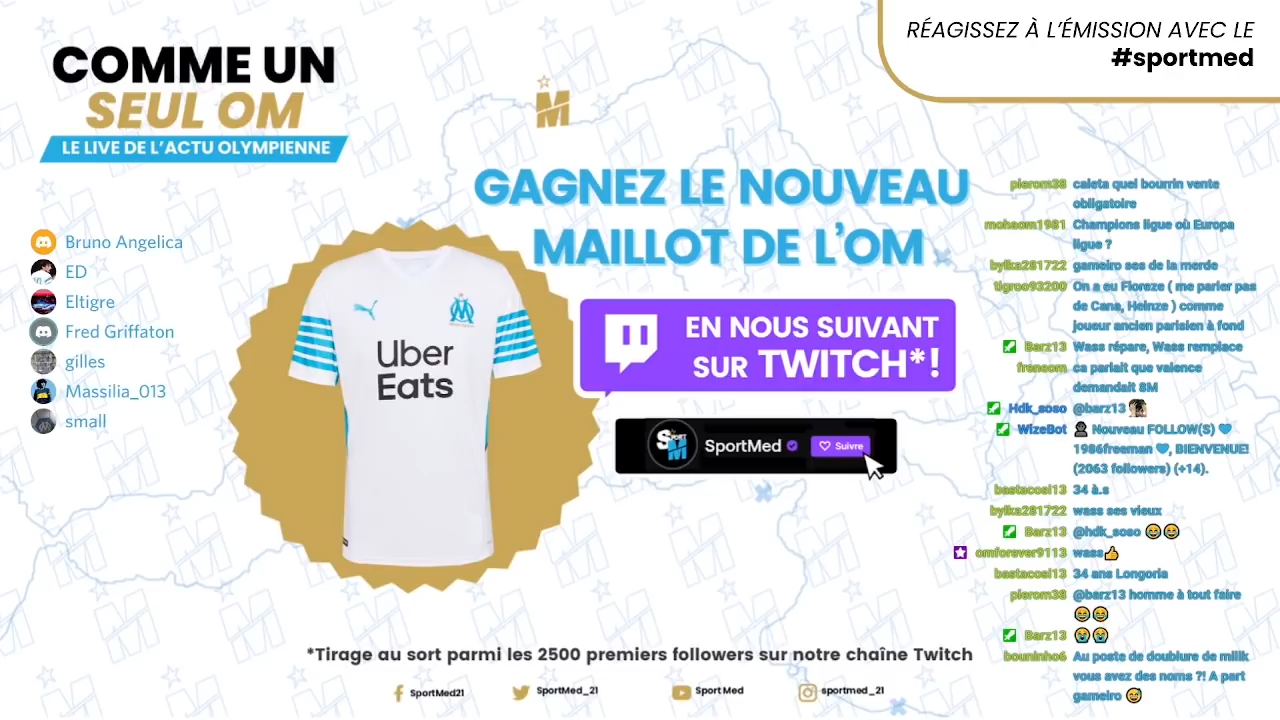 COMME UN
SEUL OM
LE LIVE DE L'ACTU OLYMPIENNE
RÉAGISSEZ À L'ÉMISSION AVEC LE
#sportmed
GAGNEZ LE NOUVEAU
MAILLOT DE L'OM
Bruno Angelica
ED
Eltigre
Fred Griffaton
gilles
Massilia_013
small
Uber
Eats
EN NOUS SUIVANT
SUR TWITCH*!
SportMed
Suivre
pierom38 caleta quel bourrin vente
obligatoire
mohaom1981 Champions ligue où Europa
ligue ?
bylka281722 gameiro ses de la merde
tigroo93200 On a eu Fioreze ( me parler pas
de Cana, Heinze ) comme
joueur ancien parisien à fond
Barz13 Wass répare, Wass remplace
freneom ca parlait que valence
demandait 8M
Hdk_soso @barz13
WizeBot Nouveau FOLLOW(S) 💙
1986freeman 💙, BIENVENUE!
(2063 followers) (+14).
bastacosi13 34 à.s
bylka281722 wass ses vieux
Barz13 @hdk_soso 😂😂
omforever9113 wass👍
bastacosi13 34 ans Longoria
pierom38 @barz13 homme à tout faire
😂😂
Barz13 😭😭
bouninho6 Au poste de doublure de milik
vous avez des noms ?! A part
gameiro 😅
*Tirage au sort parmi les 2500 premiers followers sur notre chaîne Twitch
SportMed21
SportMed_21
Sport Med
sportmed_21